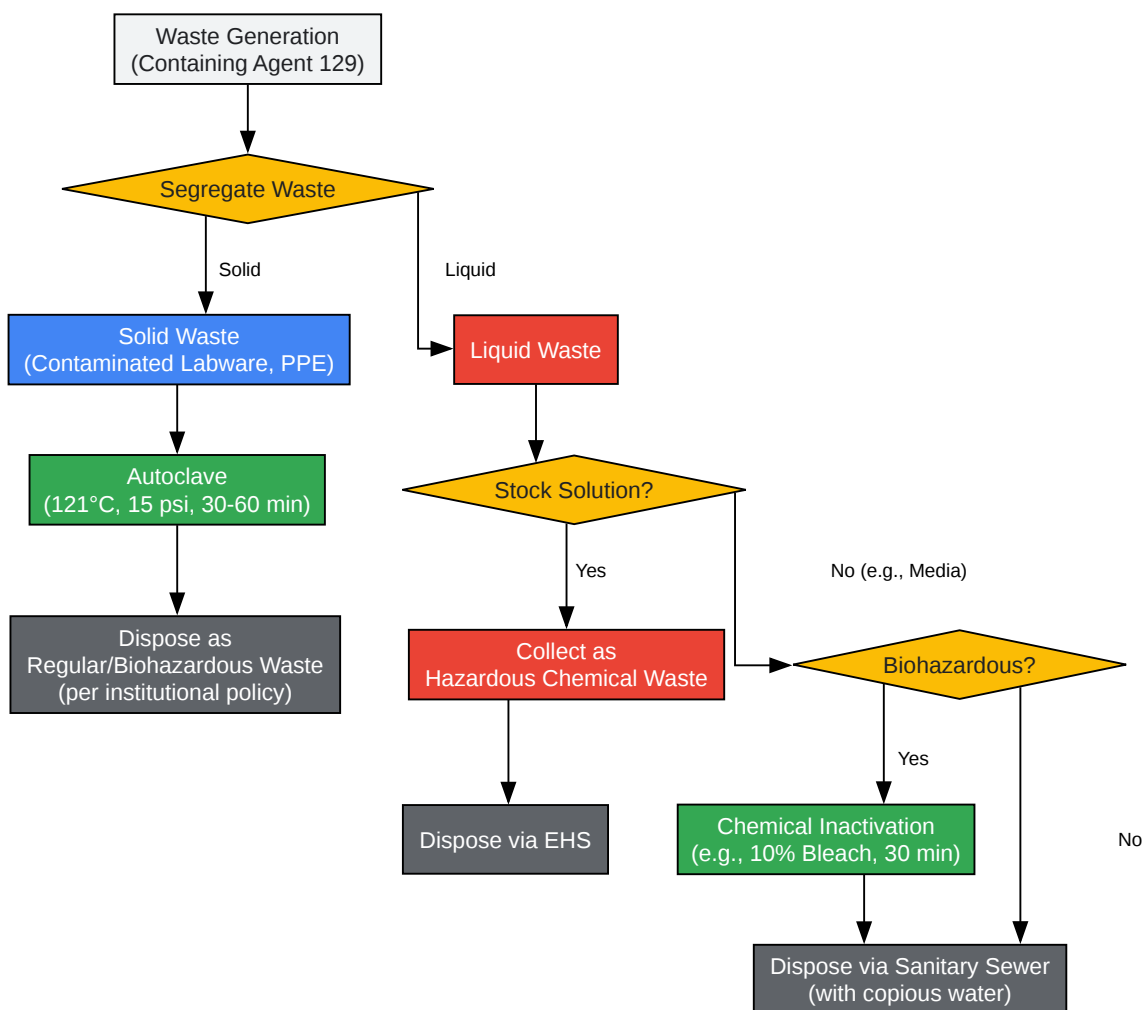 Waste Generation
(Containing Agent 129)
Segregate Waste
Solid
Liquid
Solid Waste
(Contaminated Labware, PPE)
Liquid Waste
Autoclave
(121°C, 15 psi, 30-60 min)
Stock Solution?
Yes
No (e.g., Media)
Dispose as
Regular/Biohazardous Waste
(per institutional policy)
Collect as
Hazardous Chemical Waste
Biohazardous?
Yes
No
Dispose via EHS
Chemical Inactivation
(e.g., 10% Bleach, 30 min)
Dispose via Sanitary Sewer
(with copious water)